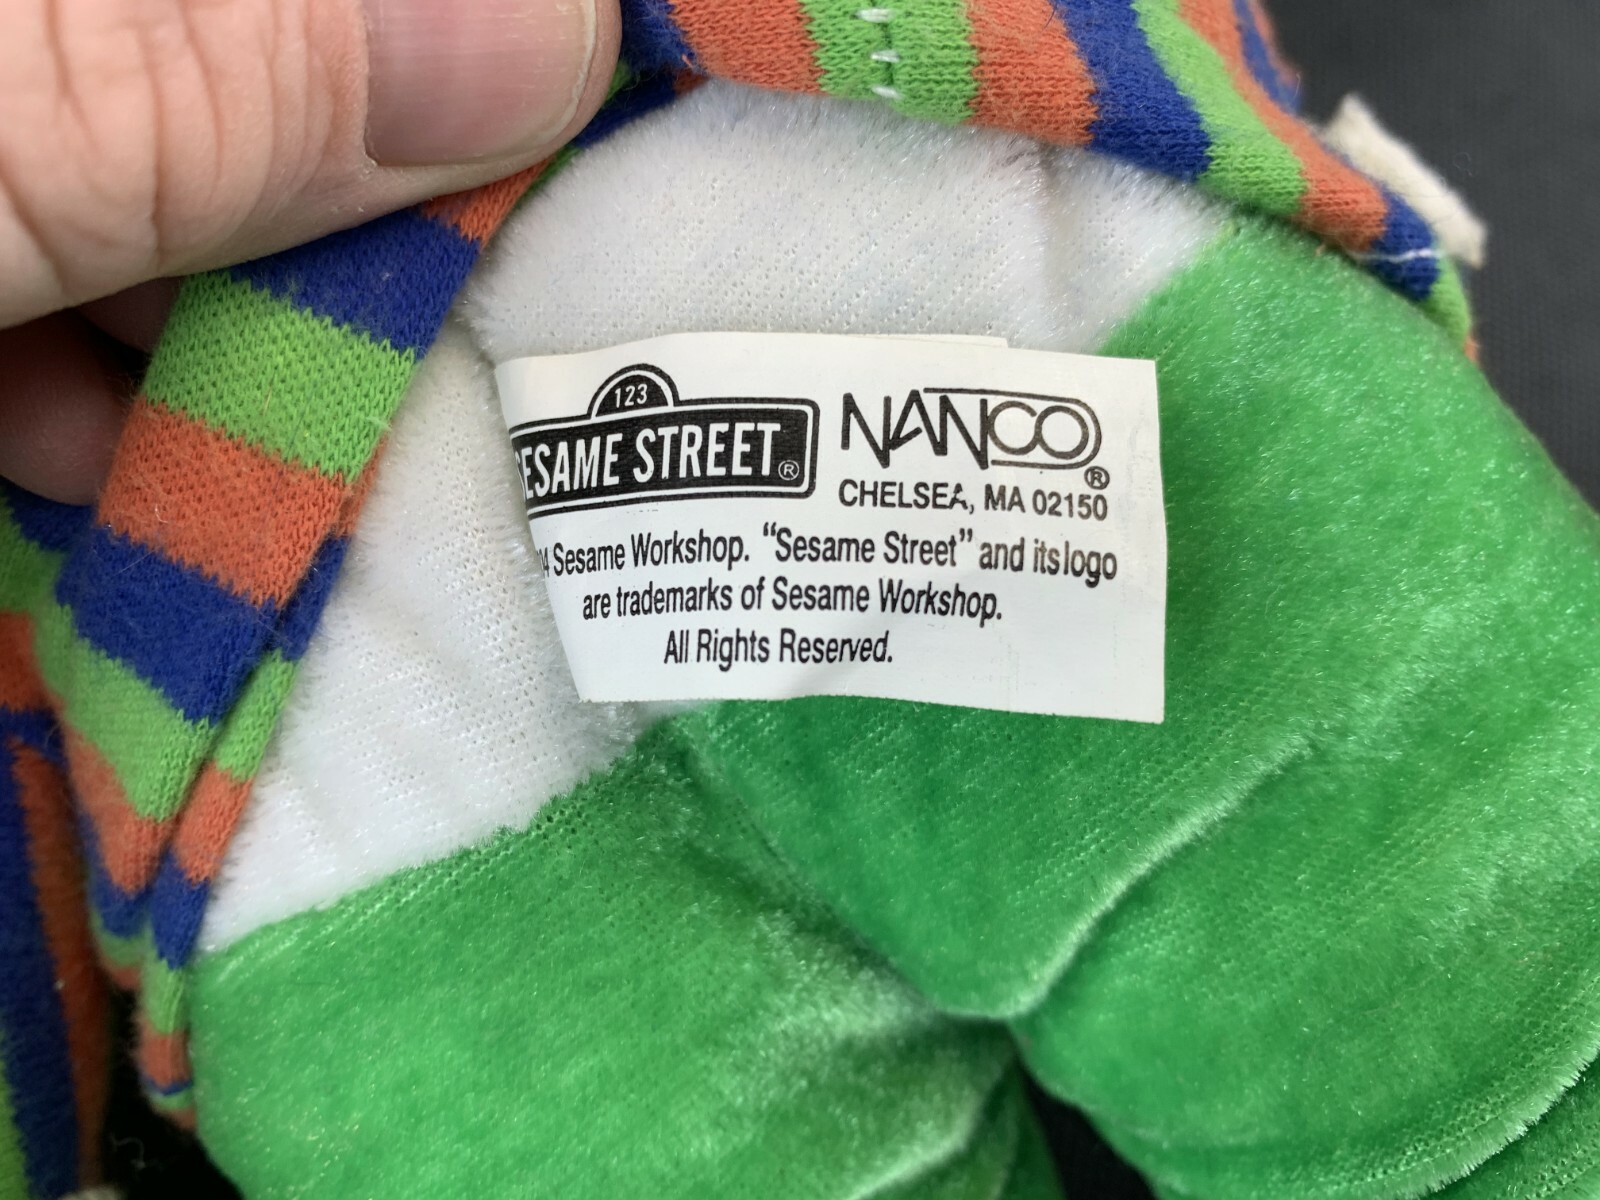 123
SESAME STREET®
NANCO®
CHELSEA, MA 02150
Sesame Workshop. “Sesame Street” and its logo
are trademarks of Sesame Workshop.
All Rights Reserved.